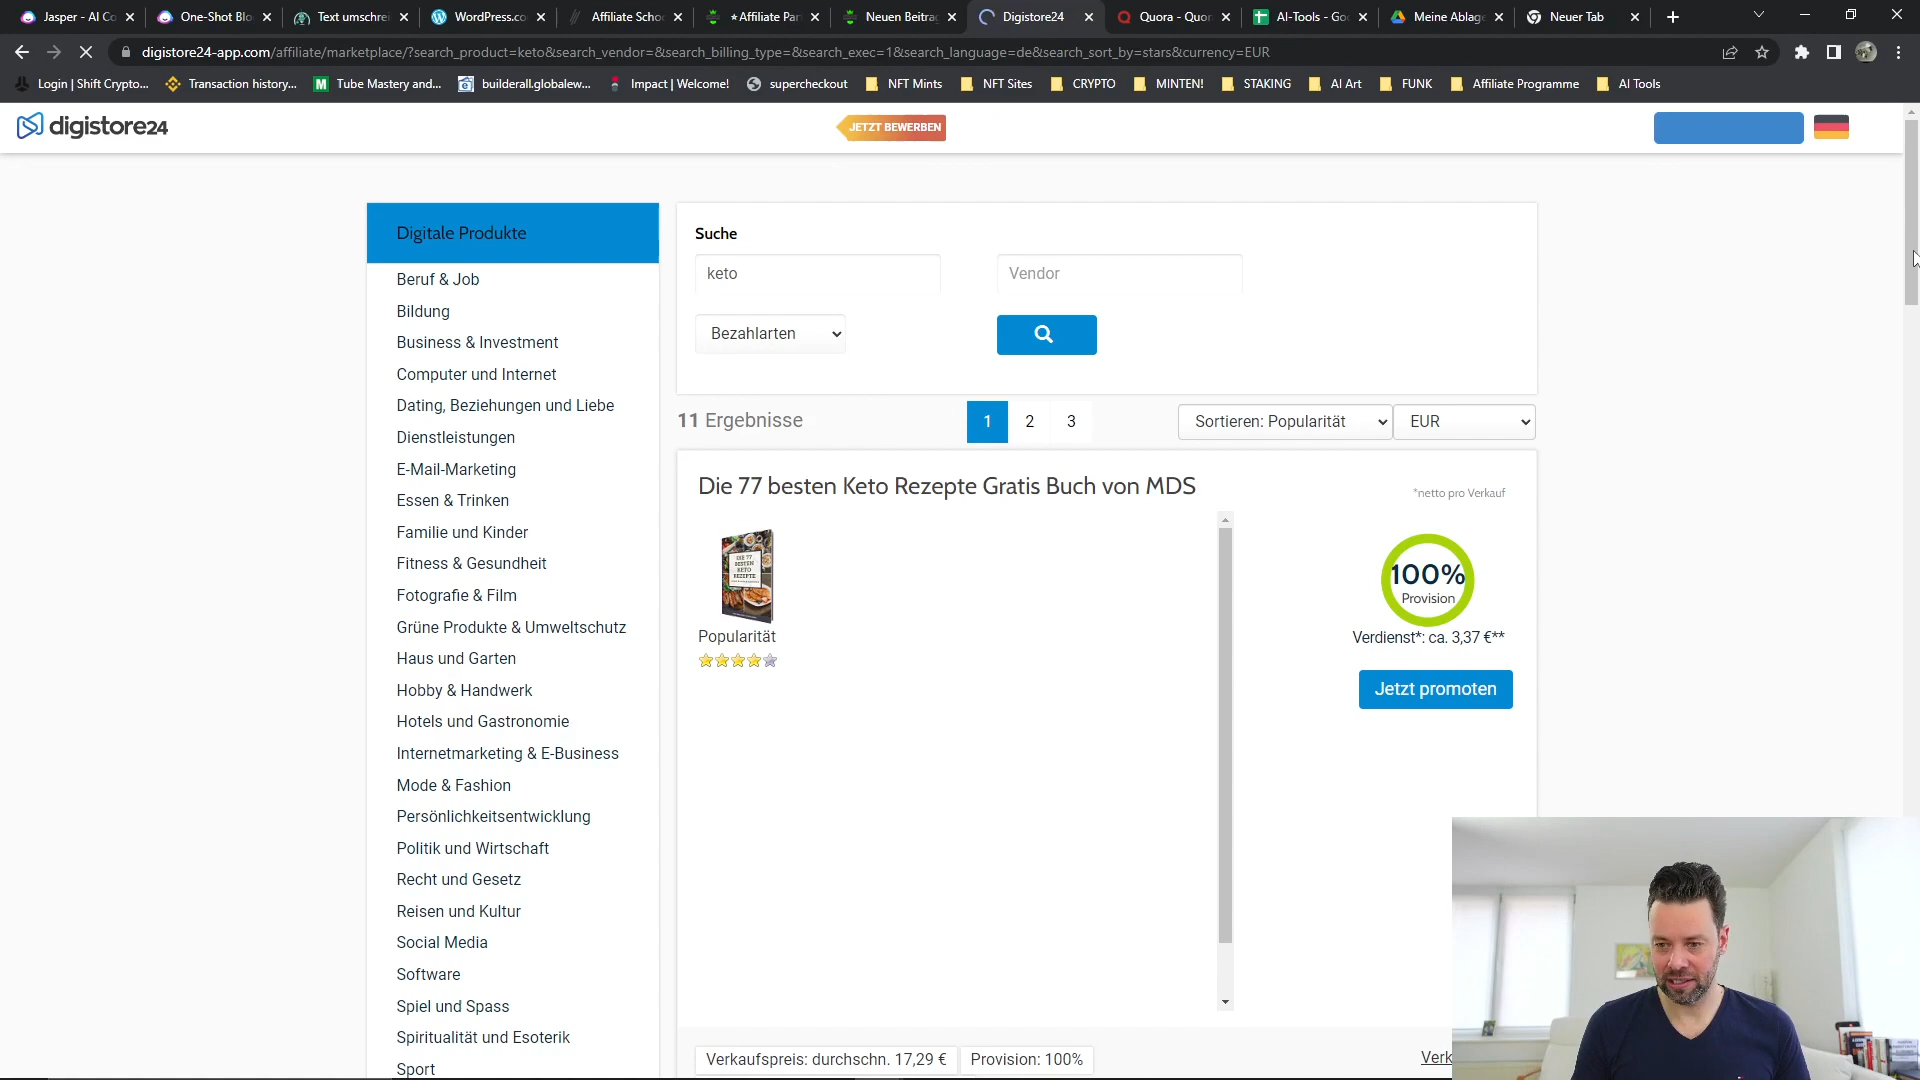 Jasper - AI Co
One-Shot Blo
Text umschrei
WordPress.co
Affiliate Scho
★Affiliate Par
Neuen Beitra
Digistore24
Quora - Quor
AI-Tools - Goo
Meine Ablage
Neuer Tab
digistore24-app.com/affiliate/marketplace/?search_product=keto&search_vendor=&search_billing_type=&search_exec=1&search_language=de&search_sort_by=stars&currency=EUR
Login | Shift Crypto...
Transaction history...
Tube Mastery and...
builderall.globalew...
Impact | Welcome!
supercheckout
NFT Mints
NFT Sites
CRYPTO
MINTEN!
STAKING
AI Art
FUNK
Affiliate Programme
AI Tools
digistore24
JETZT BEWERBEN
Digitale Produkte
Beruf & Job
Bildung
Business & Investment
Computer und Internet
Dating, Beziehungen und Liebe
Dienstleistungen
E-Mail-Marketing
Essen & Trinken
Familie und Kinder
Fitness & Gesundheit
Fotografie & Film
Grüne Produkte & Umweltschutz
Haus und Garten
Hobby & Handwerk
Hotels und Gastronomie
Internetmarketing & E-Business
Mode & Fashion
Persönlichkeitsentwicklung
Politik und Wirtschaft
Recht und Gesetz
Reisen und Kultur
Social Media
Software
Spiel und Spass
Spiritualität und Esoterik
Sport
Suche
keto
Vendor
Bezahlarten
11 Ergebnisse
1 2 3
Sortieren: Popularität
EUR
Die 77 besten Keto Rezepte Gratis Buch von MDS
*netto pro Verkauf
DIE 77
BESTEN
KETO
REZEPTE
Popularität
100%
Provision
Verdienst*: ca. 3,37 €**
Jetzt promoten
Verkaufspreis: durchschn. 17,29 €
Provision: 100%
Verk